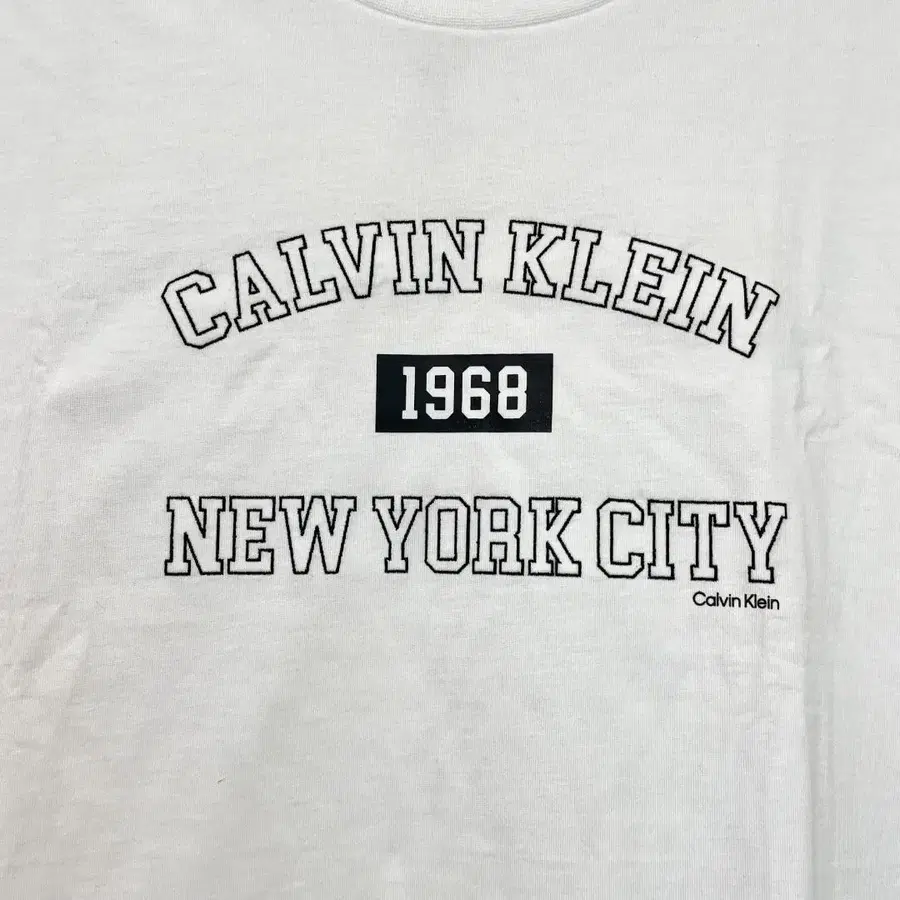 CALVIN KLEIN
1968
NEW YORK CITY
Calvin Klein